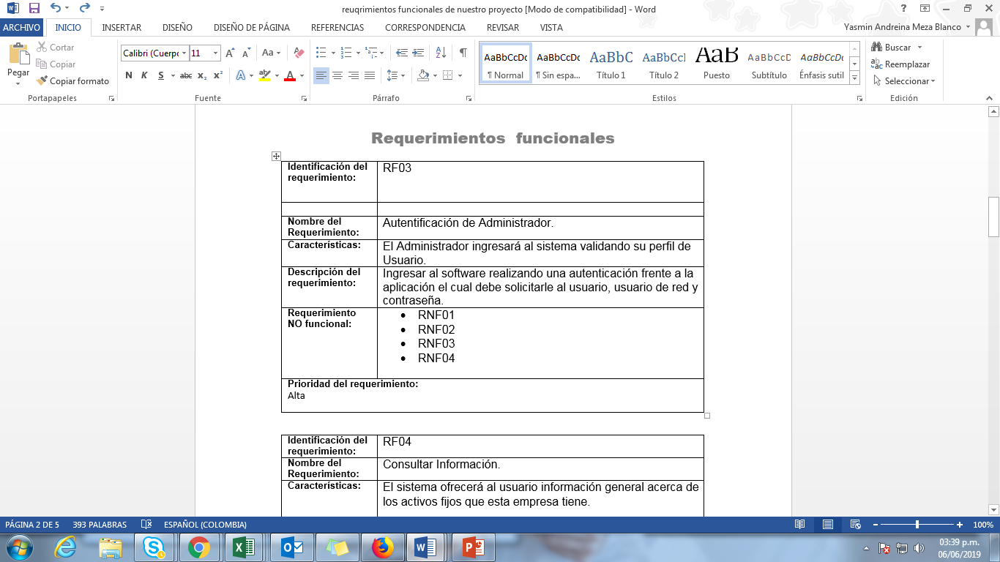 reuqrimientos funcionales de nuestro proyecto [Modo de compatibilidad] - Word
ARCHIVO INICIO INSERTAR DISEÑO DISEÑO DE PÁGINA REFERENCIAS CORRESPONDENCIA REVISAR VISTA Yasmin Andreina Meza Blanco
Pegar
Cortar
Copiar
Copiar formato
Portapapeles
Calibri (Cuerpo 11
N K S abc x₂ x²
Fuente
Párrafo
AaBbCcDc AaBbCcDc AaBbC AaBbCcI AaB AaBbCcD AaBbCcDc
¶ Normal ¶ Sin espa... Título 1 Título 2 Puesto Subtítulo Énfasis sutil
Estilos
Buscar
Reemplazar
Seleccionar
Edición
Requerimientos funcionales
Identificación del
requerimiento:
RF03
Nombre del
Requerimiento:
Autentificación de Administrador.
Características:
El Administrador ingresará al sistema validando su perfil de
Usuario.
Descripción del
requerimiento:
Ingresar al software realizando una autenticación frente a la
aplicación el cual debe solicitarle al usuario, usuario de red y
contraseña.
Requerimiento
NO funcional:
• RNF01
• RNF02
• RNF03
• RNF04
Prioridad del requerimiento:
Alta
Identificación del
requerimiento:
RF04
Nombre del
Requerimiento:
Consultar Información.
Características:
El sistema ofrecerá al usuario información general acerca de
los activos fijos que esta empresa tiene.
PÁGINA 2 DE 5 393 PALABRAS ESPAÑOL (COLOMBIA) 100%
03:39 p.m.
06/06/2019